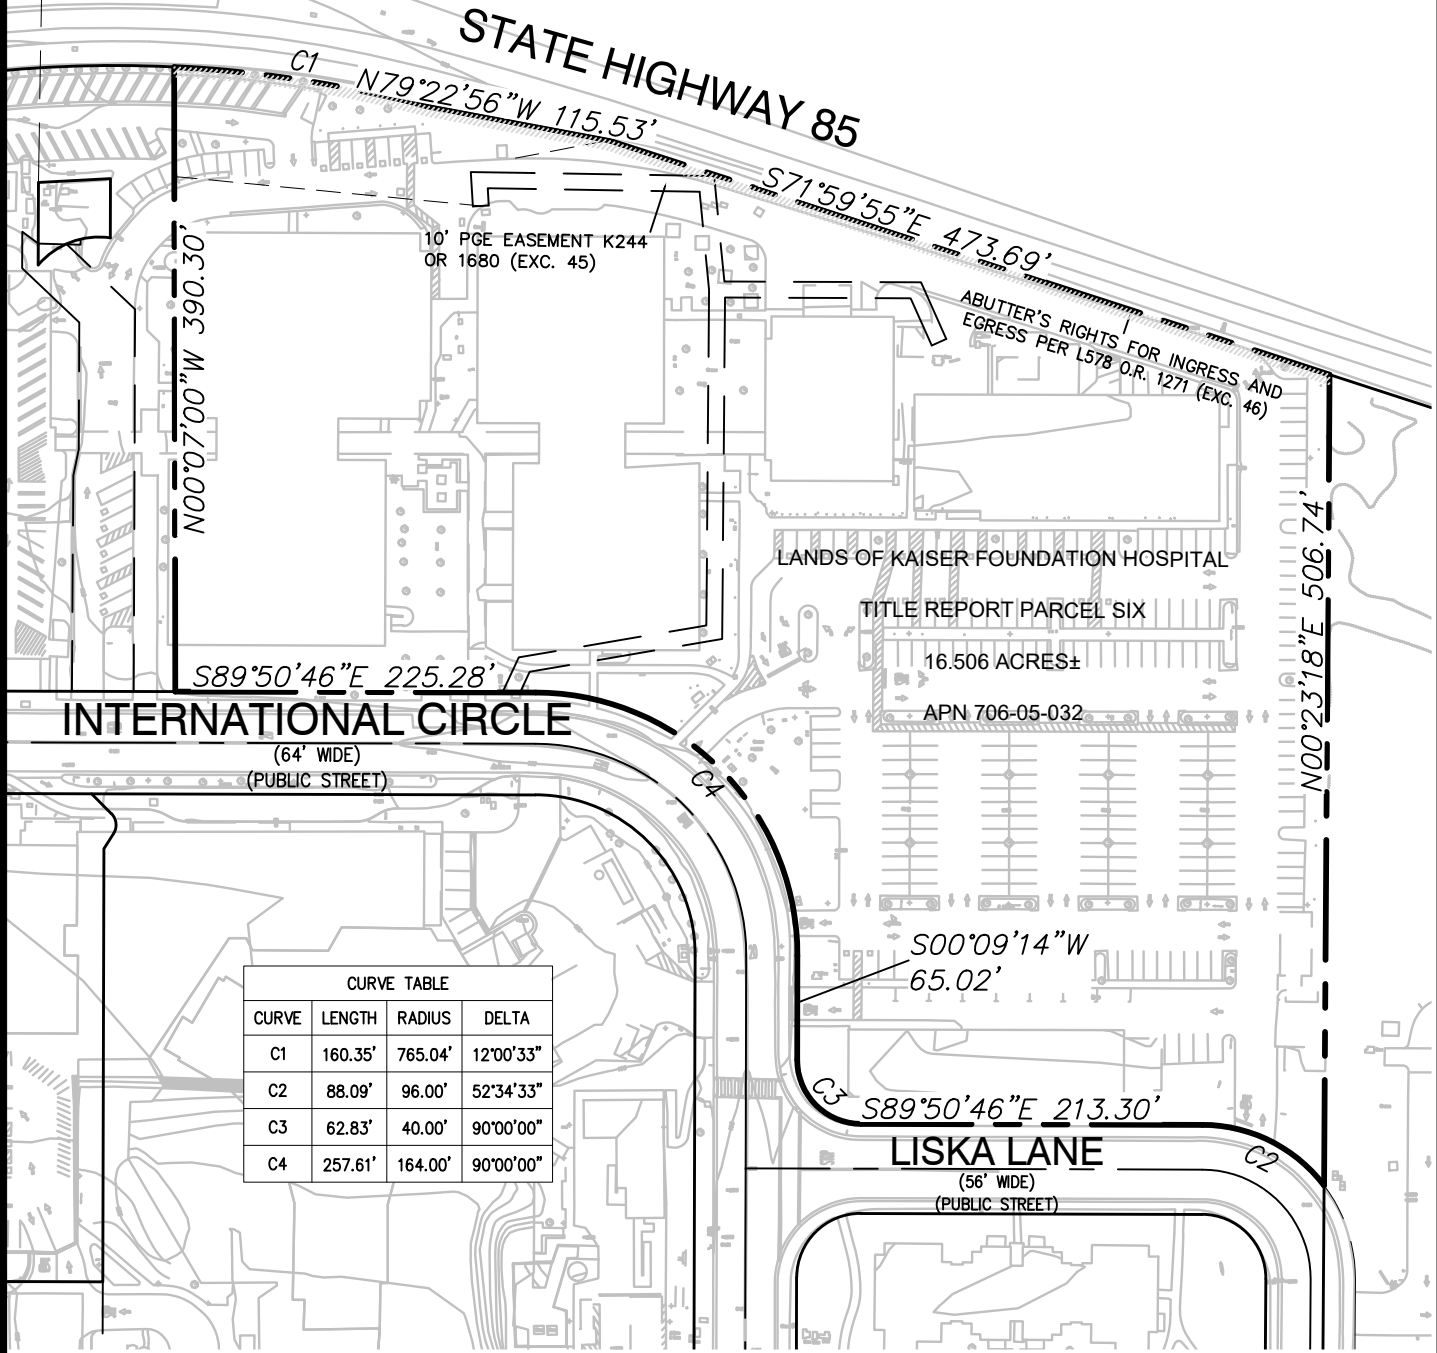 STATE HIGHWAY 85
C1
N79°22'56"W 115.53'
S71°59'55"E 473.69'
10' PGE EASEMENT K244
OR 1680 (EXC. 45)
ABUTTER'S RIGHTS FOR INGRESS AND
EGRESS PER L578 O.R. 1271 (EXC. 46)
N00°07'00"W 390.30'
N00°23'18"E 506.74'
LANDS OF KAISER FOUNDATION HOSPITAL
TITLE REPORT PARCEL SIX
16.506 ACRES±
APN 706-05-032
S89°50'46"E 225.28'
INTERNATIONAL CIRCLE
(64' WIDE)
(PUBLIC STREET)
C4
S00°09'14"W
65.02'
CURVE TABLE
CURVE LENGTH RADIUS DELTA
C1 160.35' 765.04' 12°00'33"
C2 88.09' 96.00' 52°34'33"
C3 62.83' 40.00' 90°00'00"
C4 257.61' 164.00' 90°00'00"
C3
S89°50'46"E 213.30'
LISKA LANE
(56' WIDE)
(PUBLIC STREET)
C2